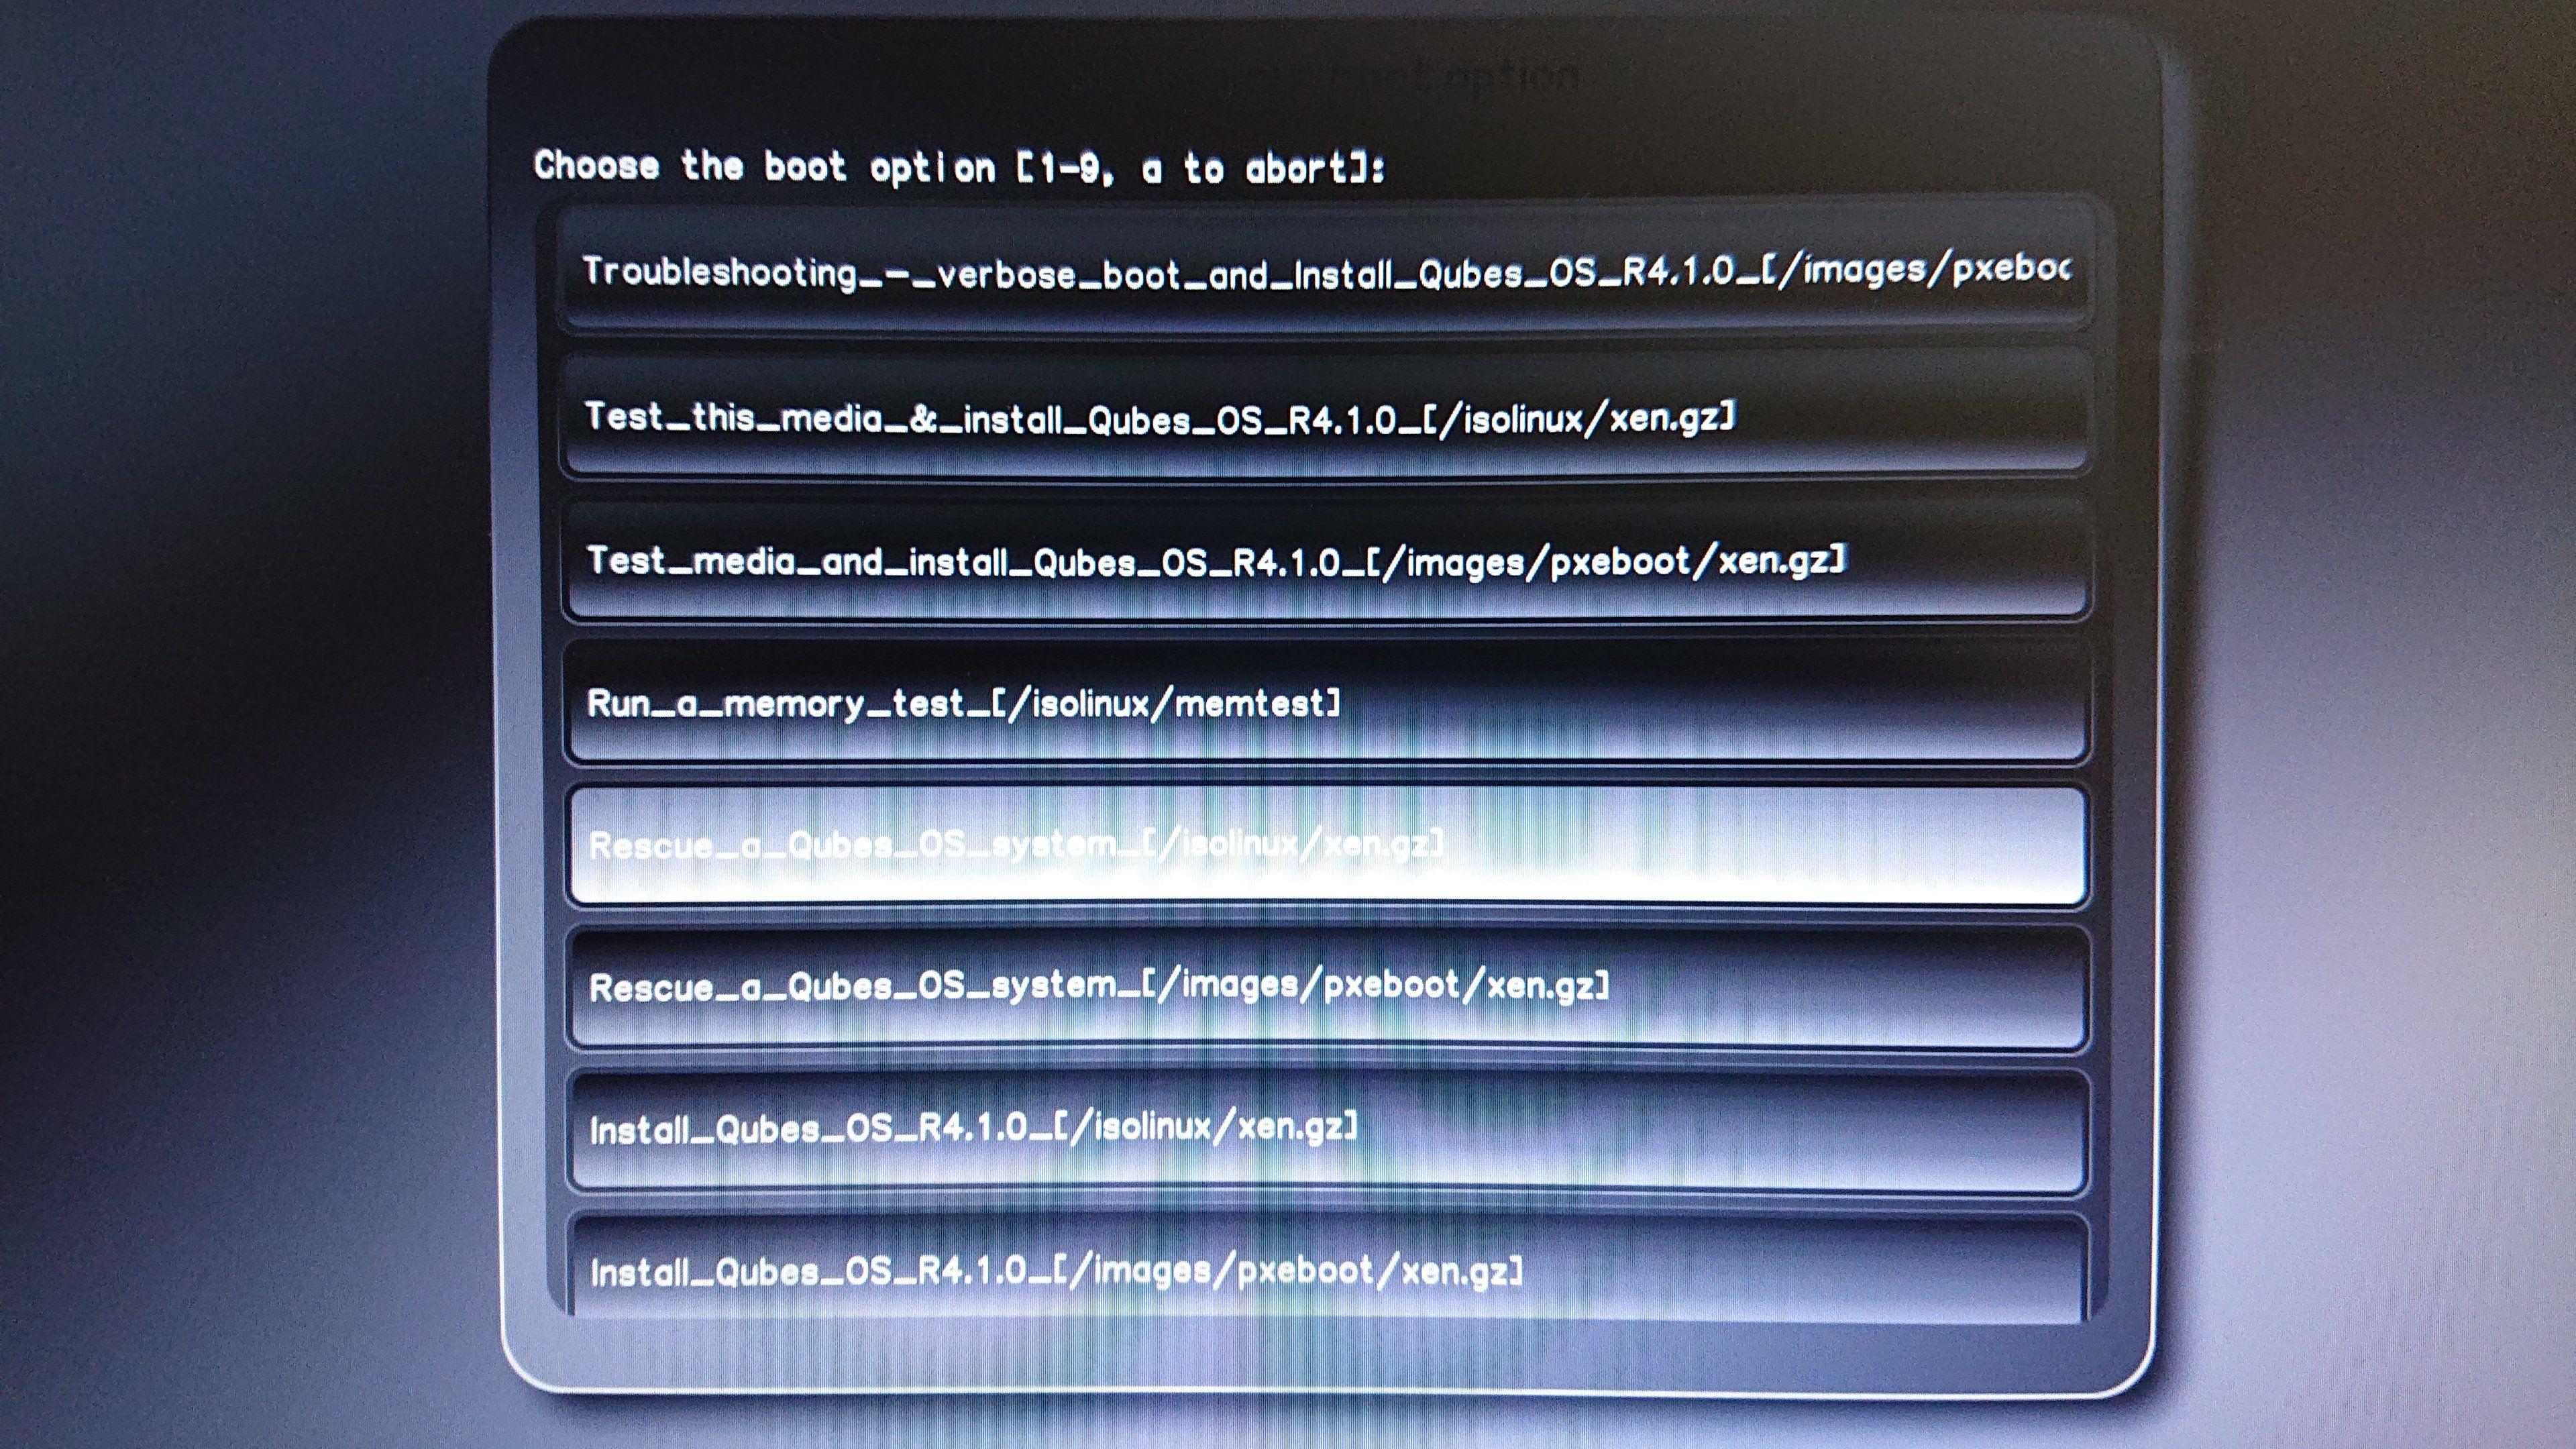 Choose the boot option [1-9, a to abort]:
Troubleshooting_-_verbose_boot_and_Install_Qubes_OS_R4.1.0_[/images/pxeboc
Test_this_media_&_install_Qubes_OS_R4.1.0_[/isolinux/xen.gz]
Test_media_and_install_Qubes_OS_R4.1.0_[/images/pxeboot/xen.gz]
Run_a_memory_test_[/isolinux/memtest]
Rescue_a_Qubes_OS_system_[/isolinux/xen.gz]
Rescue_a_Qubes_OS_system_[/images/pxeboot/xen.gz]
Install_Qubes_OS_R4.1.0_[/isolinux/xen.gz]
Install_Qubes_OS_R4.1.0_[/images/pxeboot/xen.gz]